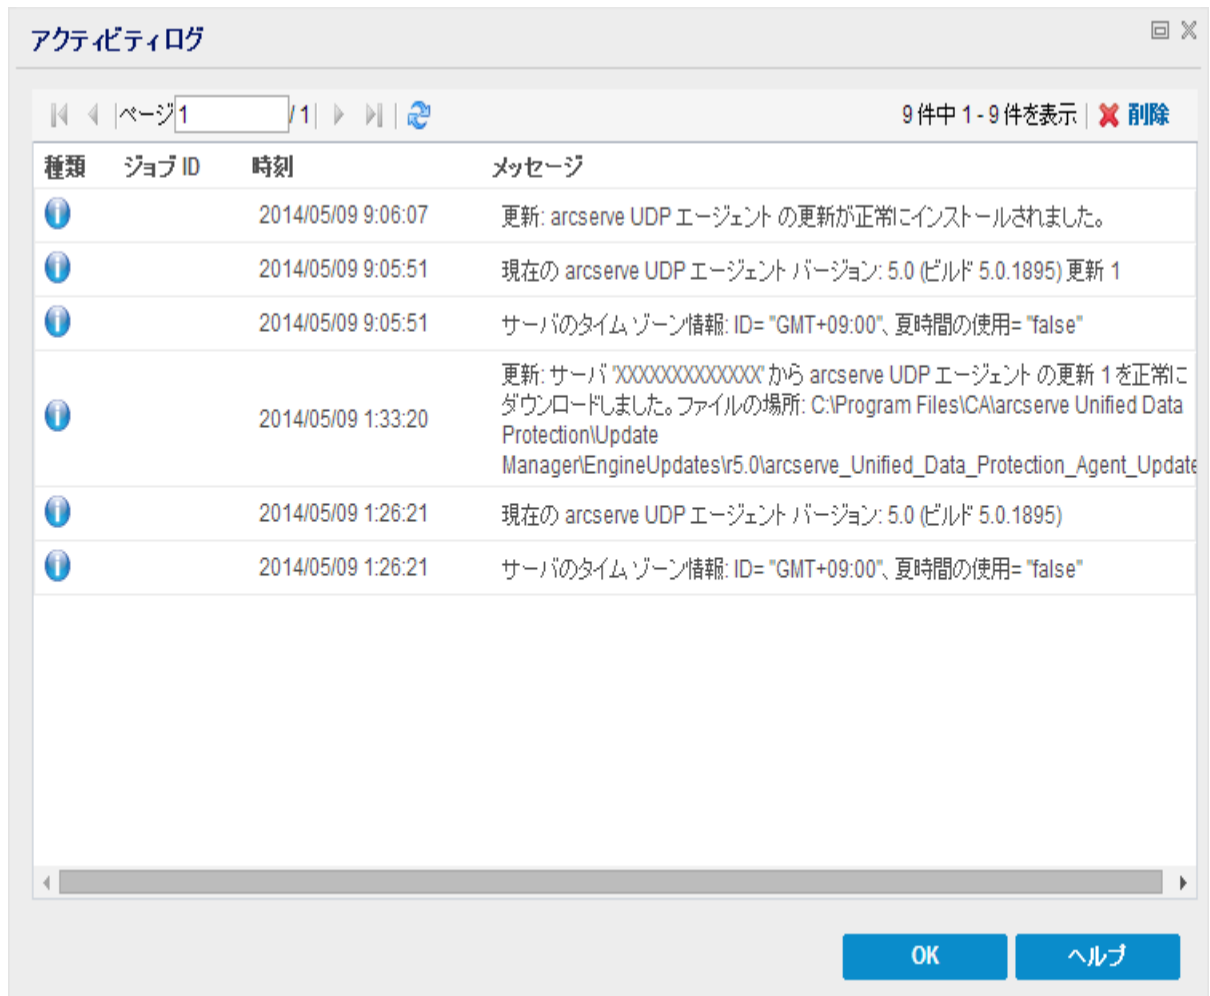 アクティビティログ
ページ 1 / 1 9 件中 1 - 9 件を表示 削除
種類 ジョブ ID 時刻 メッセージ
2014/05/09 9:06:07 更新: arcserve UDP エージェント の更新が正常にインストールされました。
2014/05/09 9:05:51 現在の arcserve UDP エージェント バージョン: 5.0 (ビルド 5.0.1895) 更新 1
2014/05/09 9:05:51 サーバのタイム ゾーン情報: ID= "GMT+09:00"、夏時間の使用= "false"
更新: サーバ 'XXXXXXXXXXXXX' から arcserve UDP エージェント の更新 1 を正常に
2014/05/09 1:33:20 ダウンロードしました。ファイルの場所: C:\Program Files\CA\arcserve Unified Data
Protection\Update
Manager\EngineUpdates\r5.0\arcserve_Unified_Data_Protection_Agent_Update
2014/05/09 1:26:21 現在の arcserve UDP エージェント バージョン: 5.0 (ビルド 5.0.1895)
2014/05/09 1:26:21 サーバのタイム ゾーン情報: ID= "GMT+09:00"、夏時間の使用= "false"
OK ヘルプ